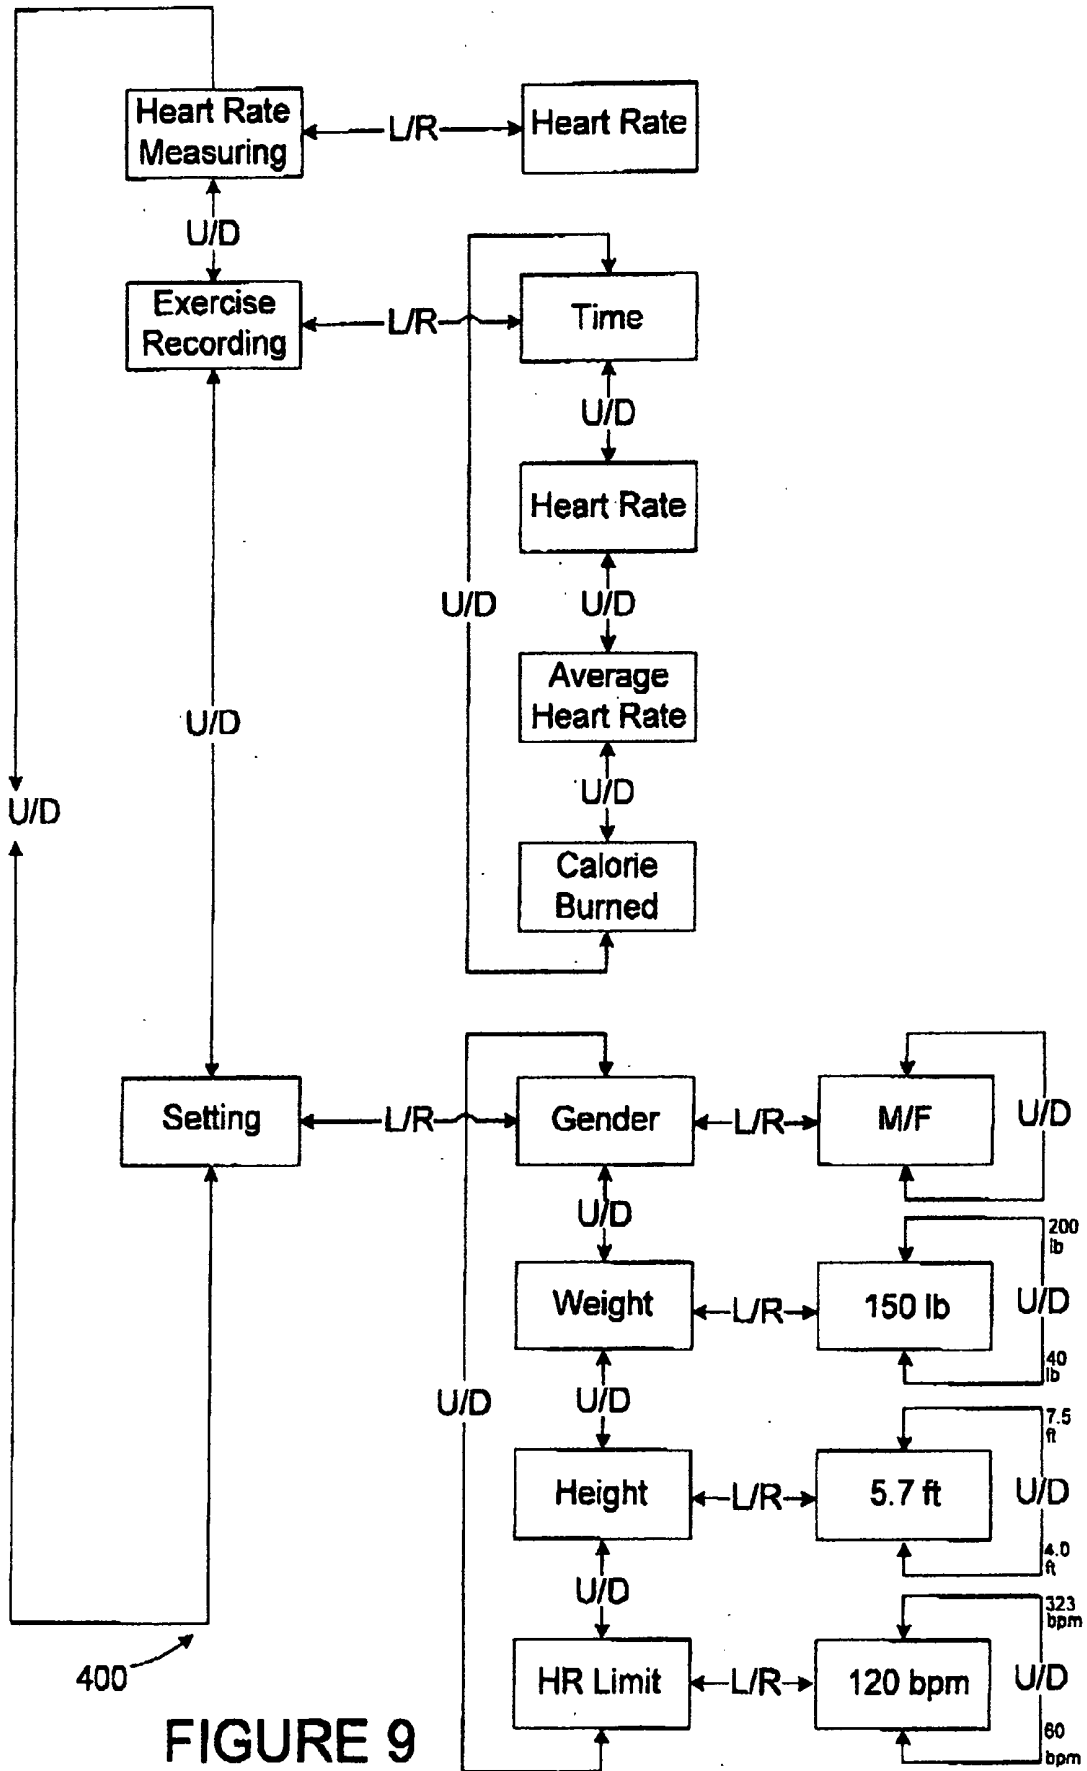 Heart Rate
Measuring
L/R
Heart Rate
U/D
Exercise
Recording
L/R
Time
U/D
Heart Rate
U/D
U/D
Average
Heart Rate
U/D
U/D
U/D
Calorie
Burned
Setting
L/R
Gender
L/R
M/F
U/D
U/D
200
lb
Weight
L/R
150 lb
U/D
40
lb
U/D
U/D
7.5
ft
Height
L/R
5.7 ft
U/D
4.0
ft
U/D
323
bpm
HR Limit
L/R
120 bpm
U/D
60
bpm
400
FIGURE 9